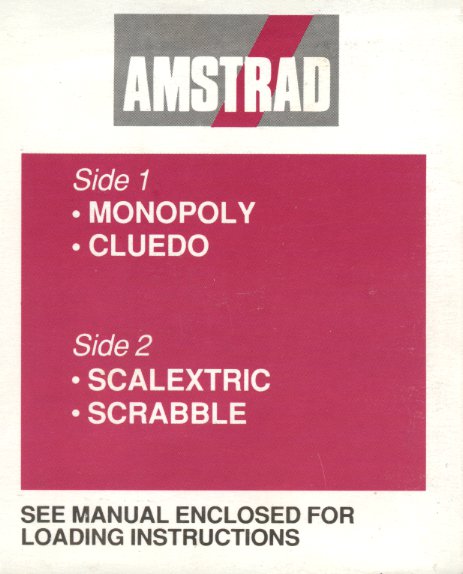 AMSTRAD
Side 1
• MONOPOLY
• CLUEDO
Side 2
• SCALEXTRIC
• SCRABBLE
SEE MANUAL ENCLOSED FOR
LOADING INSTRUCTIONS